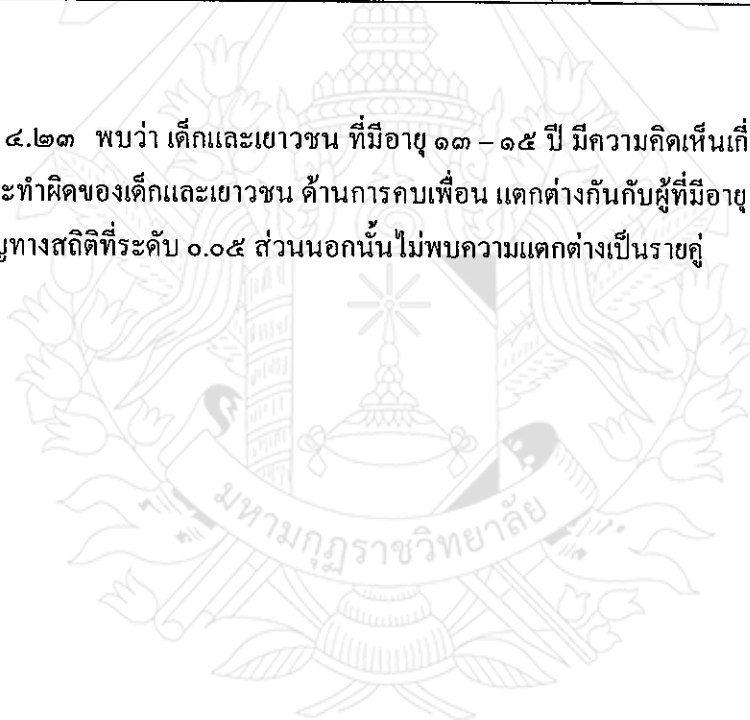 ๔.๒๓ พบว่า เด็กและเยาวชน ที่มีอายุ ๑๓ – ๑๕ ปี มีความคิดเห็นเกี่
ะทำผิดของเด็กและเยาวชน ด้านการคบเพื่อน แตกต่างกันกับผู้ที่มีอายุ
ญทางสถิติที่ระดับ ๐.๐๕ ส่วนนอกนั้นไม่พบความแตกต่างเป็นรายคู่
มหามกุฏราชวิทยาลัย